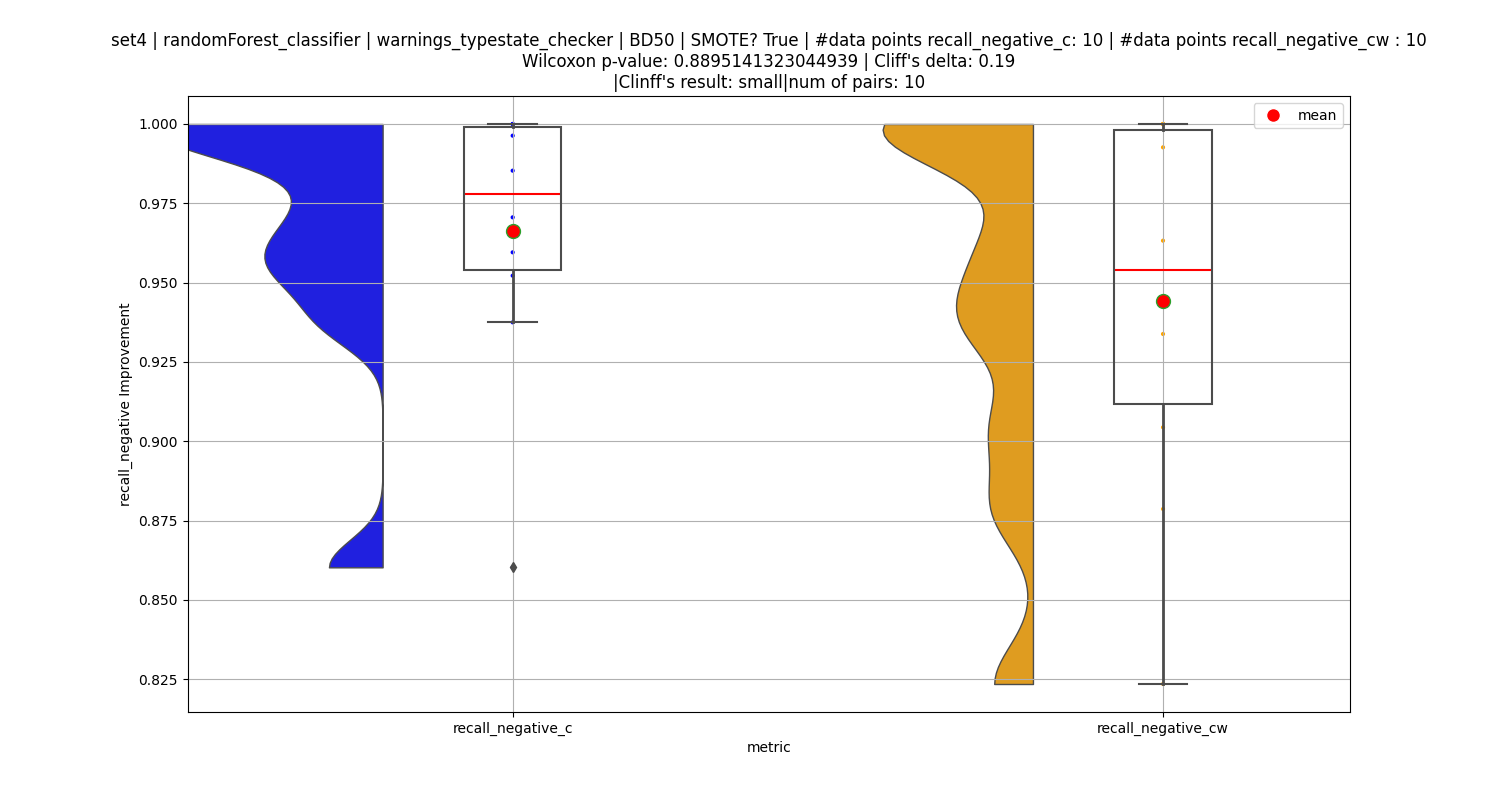 set4 | randomForest_classifier | warnings_typestate_checker | BD50 | SMOTE? True | #data points recall_negative_c: 10 | #data points recall_negative_cw : 10
Wilcoxon p-value: 0.8895141323044939 | Cliff's delta: 0.19
|Clinff's result: small|num of pairs: 10
mean
1.000
0.975
0.950
0.925
0.900
0.875
0.850
0.825
recall_negative Improvement
recall_negative_c
recall_negative_cw
metric